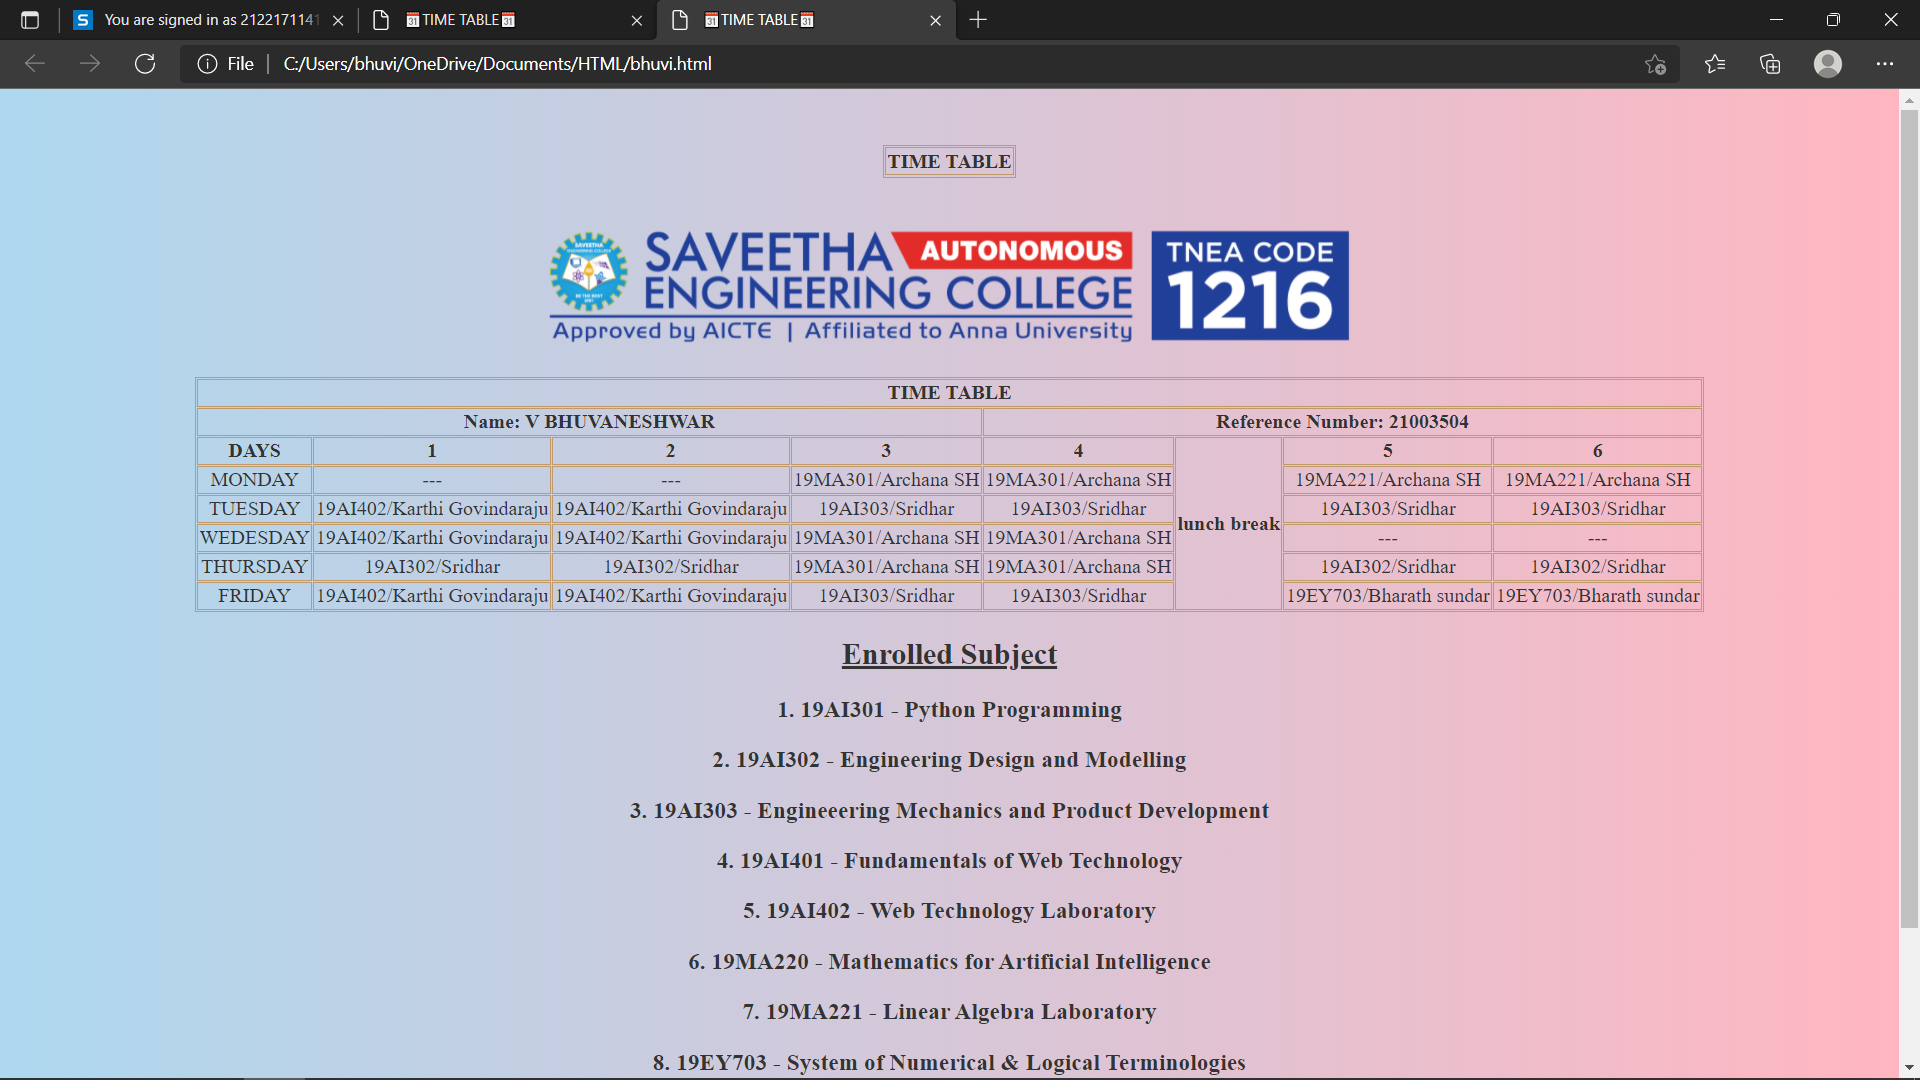 You are signed in as 2122171141
TIME TABLE
TIME TABLE
File
C:/Users/bhuvi/OneDrive/Documents/HTML/bhuvi.html
TIME TABLE
SAVEETHA AUTONOMOUS
ENGINEERING COLLEGE
Approved by AICTE | Affiliated to Anna University
TNEA CODE
1216
TIME TABLE
Name: V BHUVANESHWAR Reference Number: 21003504
DAYS 1 2 3 4 lunch break 5 6
MONDAY --- --- 19MA301/Archana SH 19MA301/Archana SH 19MA221/Archana SH 19MA221/Archana SH
TUESDAY 19AI402/Karthi Govindaraju 19AI402/Karthi Govindaraju 19AI303/Sridhar 19AI303/Sridhar 19AI303/Sridhar 19AI303/Sridhar
WEDESDAY 19AI402/Karthi Govindaraju 19AI402/Karthi Govindaraju 19MA301/Archana SH 19MA301/Archana SH --- ---
THURSDAY 19AI302/Sridhar 19AI302/Sridhar 19MA301/Archana SH 19MA301/Archana SH 19AI302/Sridhar 19AI302/Sridhar
FRIDAY 19AI402/Karthi Govindaraju 19AI402/Karthi Govindaraju 19AI303/Sridhar 19AI303/Sridhar 19EY703/Bharath sundar 19EY703/Bharath sundar
Enrolled Subject
1. 19AI301 - Python Programming
2. 19AI302 - Engineering Design and Modelling
3. 19AI303 - Engineeering Mechanics and Product Development
4. 19AI401 - Fundamentals of Web Technology
5. 19AI402 - Web Technology Laboratory
6. 19MA220 - Mathematics for Artificial Intelligence
7. 19MA221 - Linear Algebra Laboratory
8. 19EY703 - System of Numerical & Logical Terminologies